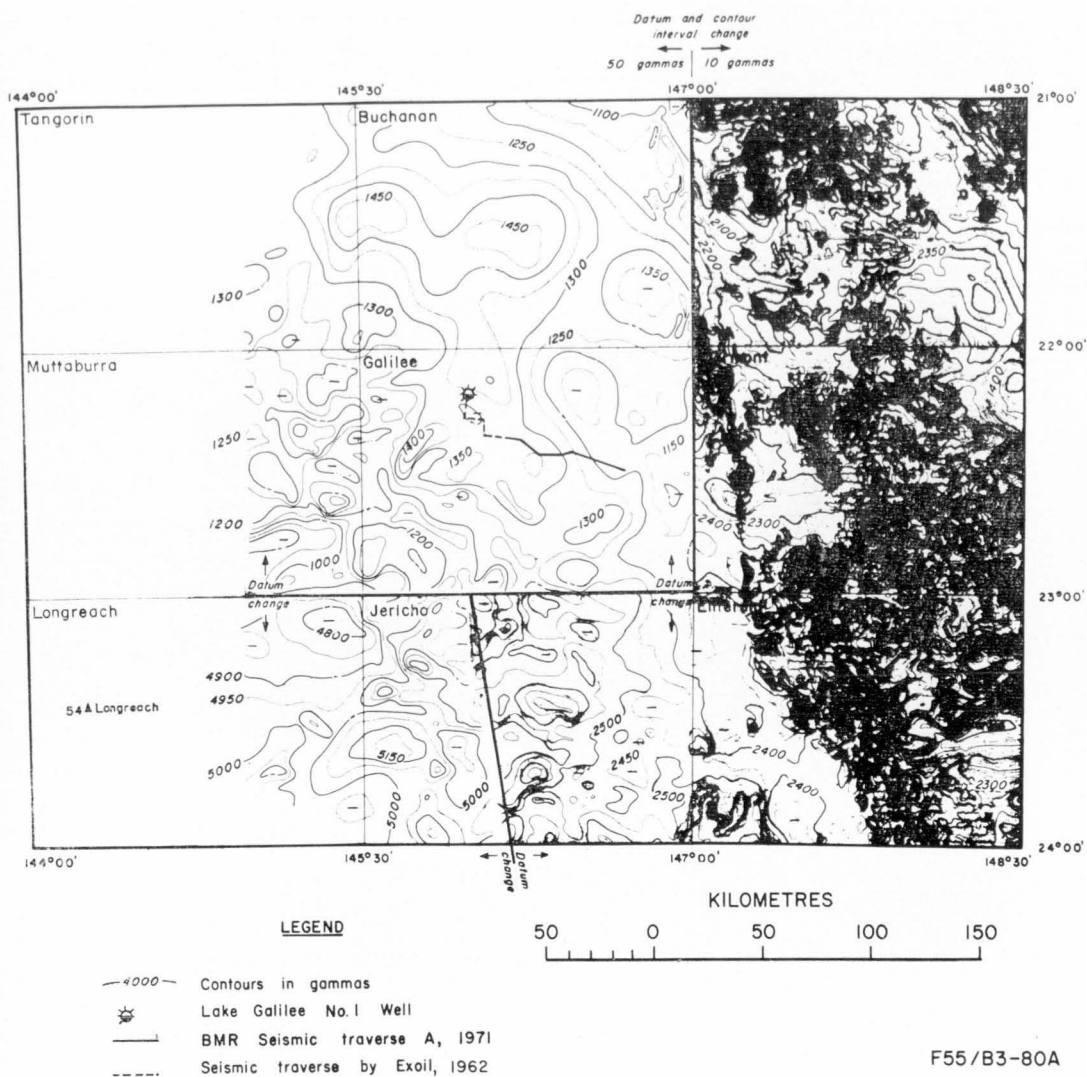 Datum and contour
interval change
50 gammas 10 gammas
144°00' 145°30' 147°00' 148°30'
21°00'
Tangorin Buchanan
1100
1250
1450
1450
2100
2200
2350
1350
1300
1300
1300
1250
22°00'
Muttaburra Galilee
1400
1250
1400
1350
1150
2400 2300
1300
1200
1200
1000
Datum change
Datum change
23°00'
Longreach Jericho
4800
4900
4950
54 Longreach
2500
5150
2450
2400
5000
5000
5000
2500
2400
2300
24°00'
144°00' 145°30' 147°00' 148°30'
Datum change
KILOMETRES
50 0 50 100 150
LEGEND
4000 Contours in gammas
Lake Galilee No. 1 Well
BMR Seismic traverse A, 1971
Seismic traverse by Exoil, 1962
F55/B3-80A